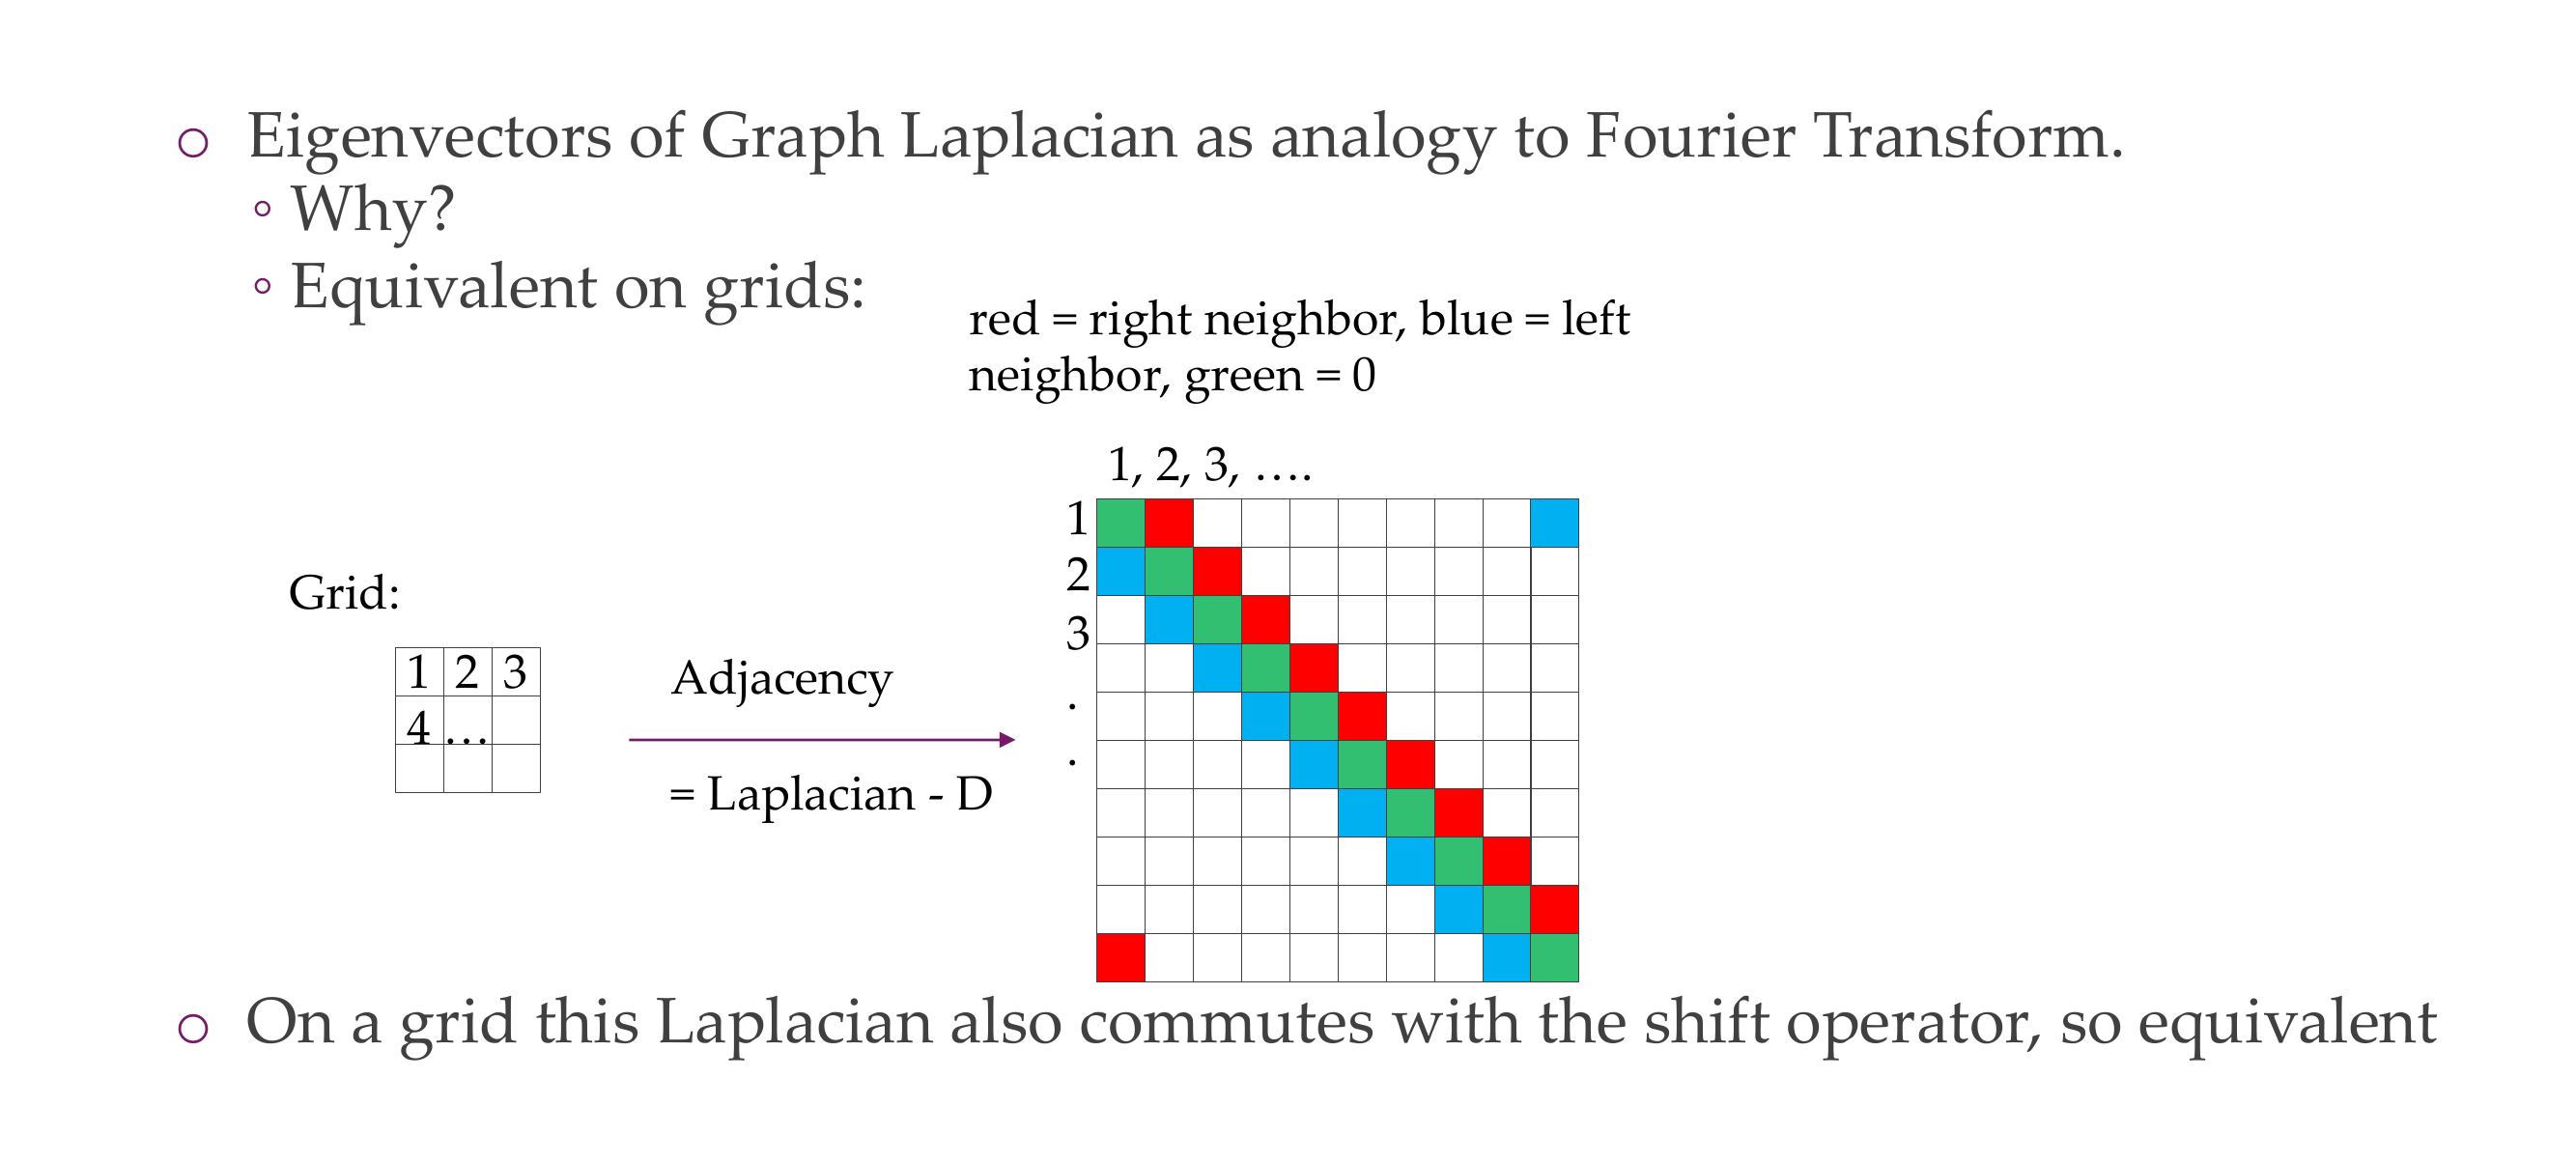 Eigenvectors of Graph Laplacian as analogy to Fourier Transform.
Why?
Equivalent on grids:
red = right neighbor, blue = left
neighbor, green = 0
1, 2, 3, ….
1
2
3
.
.
Grid:
1 2 3
4 …
Adjacency
= Laplacian - D
On a grid this Laplacian also commutes with the shift operator, so equivalent